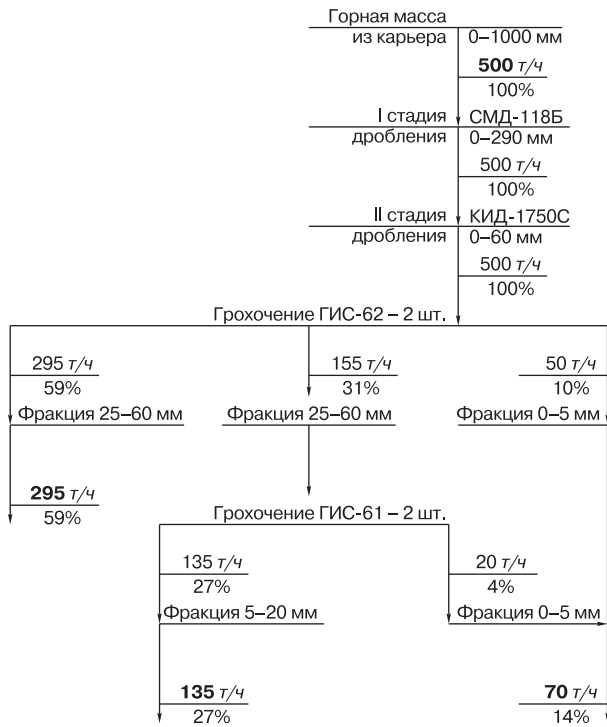 Горная масса
из карьера 0–1000 мм
500 т/ч
100%
I стадия СМД-118Б
дробления 0–290 мм
500 т/ч
100%
II стадия КИД-1750С
дробления 0–60 мм
500 т/ч
100%
Грохочение ГИС-62 – 2 шт.
295 т/ч 155 т/ч 50 т/ч
59% 31% 10%
Фракция 25–60 мм Фракция 25–60 мм Фракция 0–5 мм
295 т/ч
59%
Грохочение ГИС-61 – 2 шт.
135 т/ч 20 т/ч
27% 4%
Фракция 5–20 мм Фракция 0–5 мм
135 т/ч 70 т/ч
27% 14%